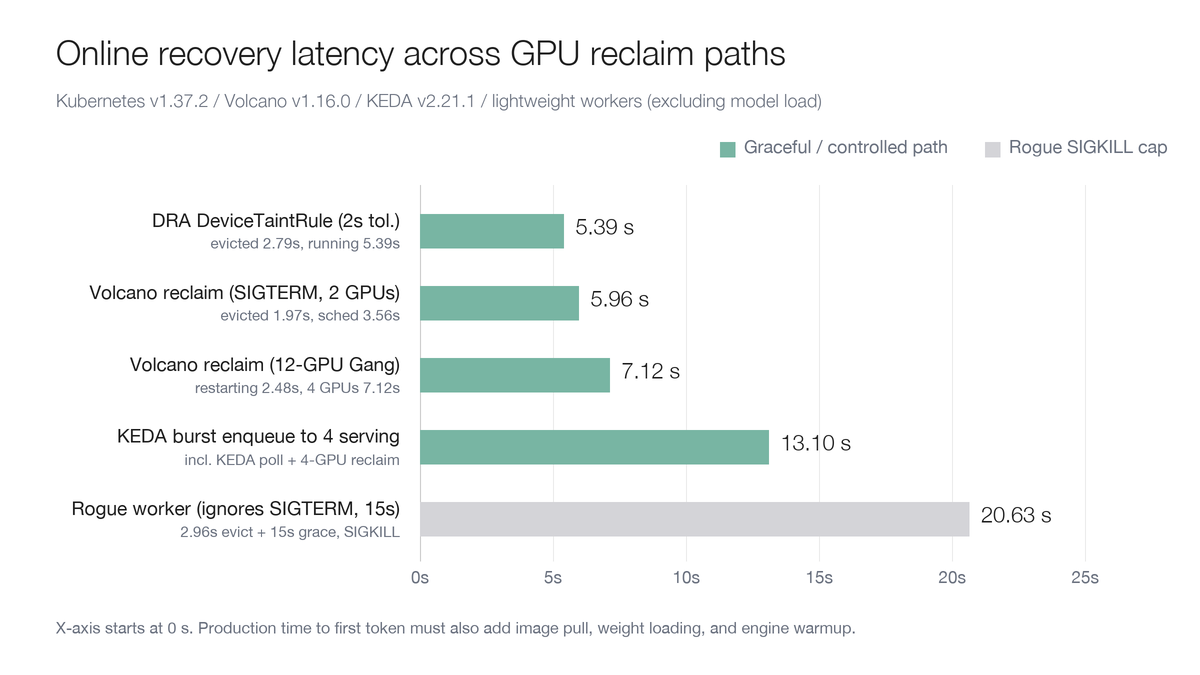 Online recovery latency across GPU reclaim paths
Kubernetes v1.37.2 / Volcano v1.16.0 / KEDA v2.21.1 / lightweight workers (excluding model load)
Graceful / controlled path
Rogue SIGKILL cap
DRA DeviceTaintRule (2s tol.)
evicted 2.79s, running 5.39s
5.39 s
Volcano reclaim (SIGTERM, 2 GPUs)
evicted 1.97s, sched 3.56s
5.96 s
Volcano reclaim (12-GPU Gang)
restarting 2.48s, 4 GPUs 7.12s
7.12 s
KEDA burst enqueue to 4 serving
incl. KEDA poll + 4-GPU reclaim
13.10 s
Rogue worker (ignores SIGTERM, 15s)
2.96s evict + 15s grace, SIGKILL
20.63 s
0s
5s
10s
15s
20s
25s
X-axis starts at 0 s. Production time to first token must also add image pull, weight loading, and engine warmup.